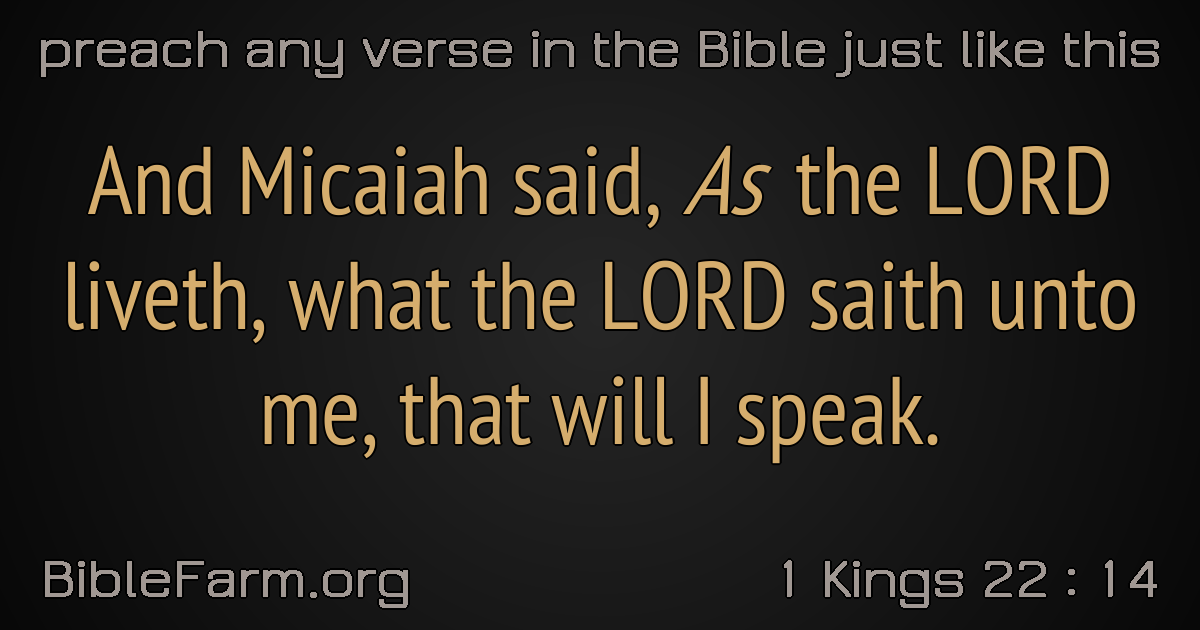 preach any verse in the Bible just like this
And Micaiah said, As the LORD
liveth, what the LORD saith unto
me, that will I speak.
BibleFarm.org
1 Kings 22 : 14